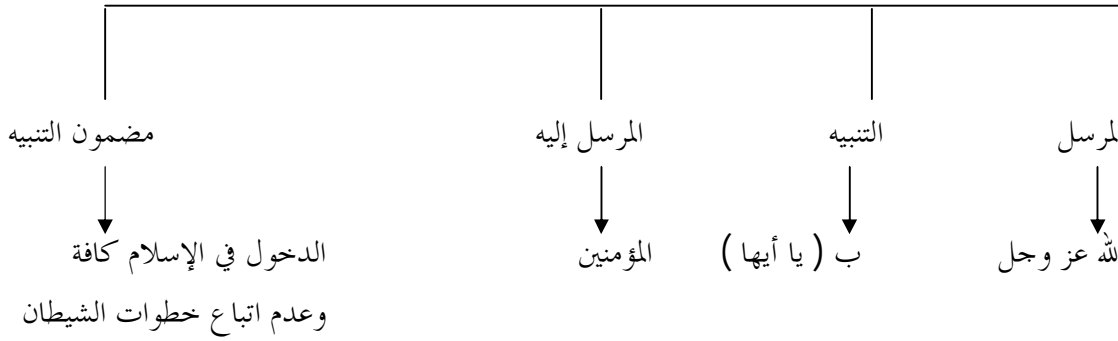 لمرسل التنبيه المرسل إليه مضمون التنبيه
لله عز وجل ب ( يا أيها ) المؤمنين الدخول في الإسلام كافة
وعدم اتباع خطوات الشيطان